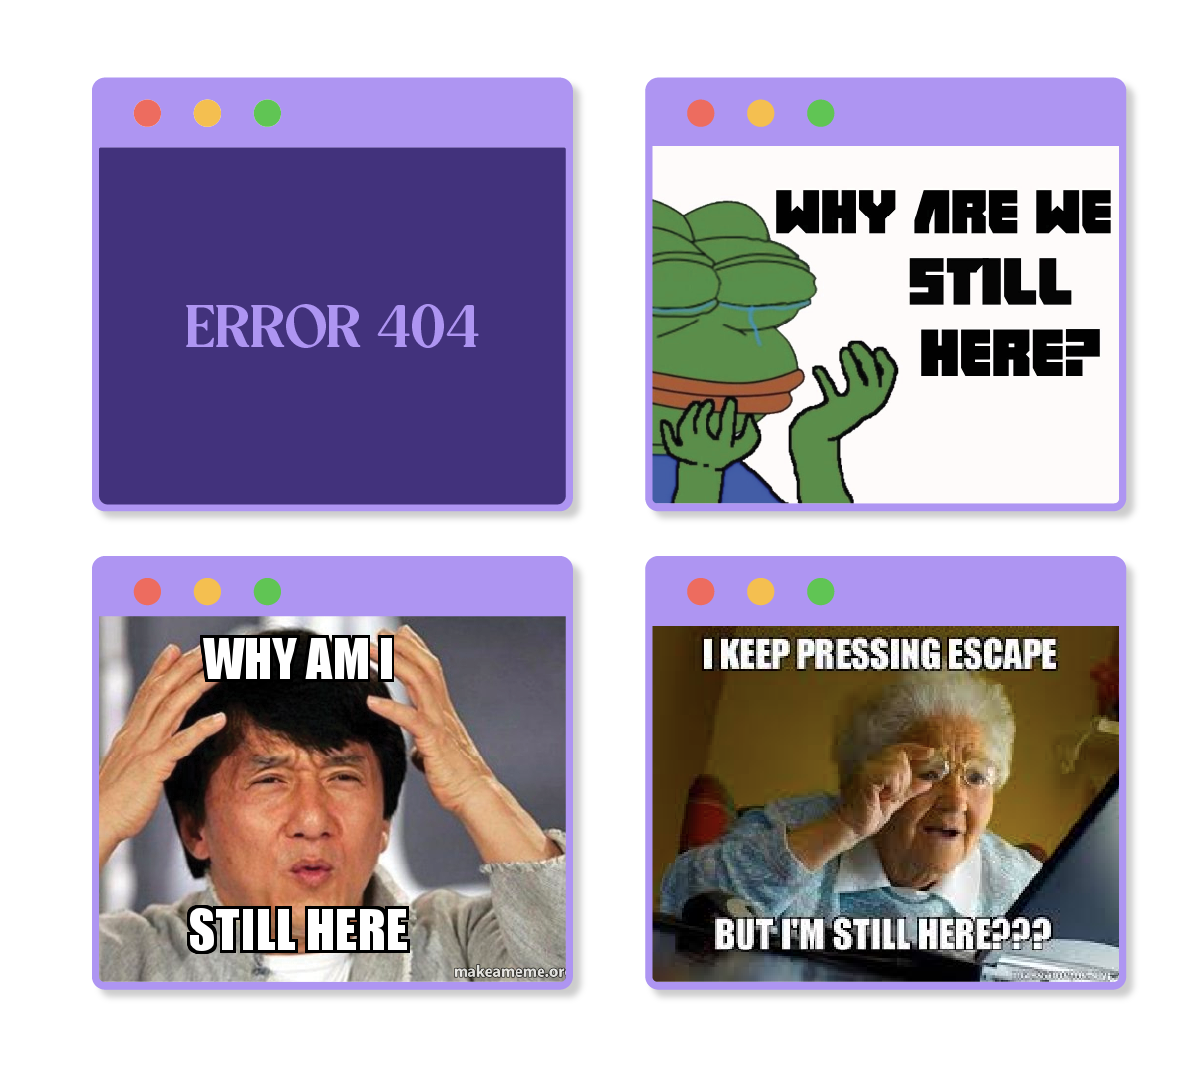 ERROR 404
WHY ARE WE
STILL
HERE?
WHY AM I
STILL HERE
makeameme.or
I KEEP PRESSING ESCAPE
BUT I'M STILL HERE???